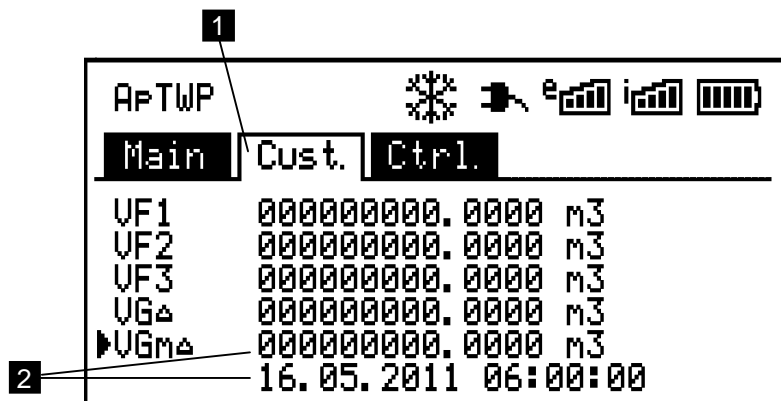 1
ApTWP e i
Main Cust. Ctrl.
VF1 000000000.0000 m3
VF2 000000000.0000 m3
VF3 000000000.0000 m3
VG△ 000000000.0000 m3
VGm△ 000000000.0000 m3
2
16.05.2011 06:00:00